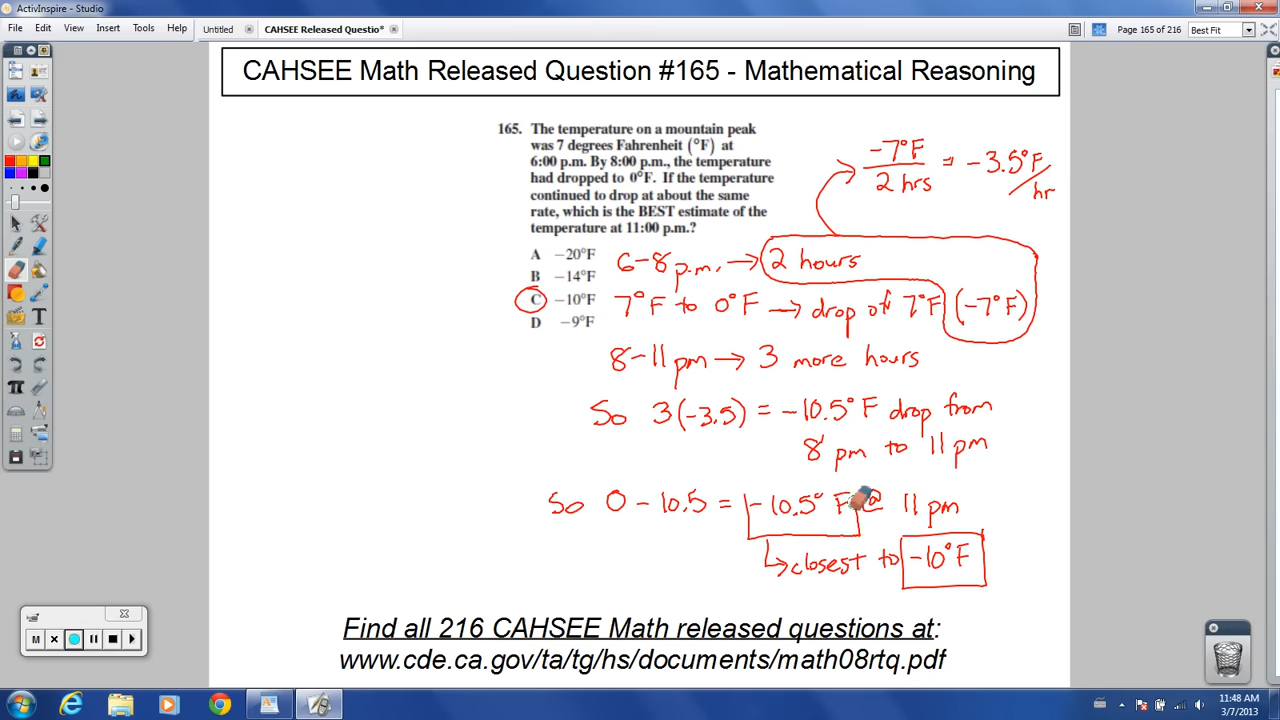 ActivInspire - Studio
File Edit View Insert Tools Help
Untitled
CAHSEE Released Questio*
Page 165 of 216
Best Fit
CAHSEE Math Released Question #165 - Mathematical Reasoning
165. The temperature on a mountain peak
was 7 degrees Fahrenheit (°F) at
6:00 p.m. By 8:00 p.m., the temperature
had dropped to 0°F. If the temperature
continued to drop at about the same
rate, which is the BEST estimate of the
temperature at 11:00 p.m.?
A −20°F
B −14°F
C −10°F
D −9°F
-7°F / 2 hrs = -3.5°F/hr
6-8 p.m. → 2 hours
7°F to 0°F → drop of 7°F (-7°F)
8-11 pm → 3 more hours
So 3(-3.5) = -10.5°F drop from
8 pm to 11 pm
So 0 - 10.5 = -10.5°F @ 11 pm
↳ closest to -10°F
Find all 216 CAHSEE Math released questions at:
www.cde.ca.gov/ta/tg/hs/documents/math08rtq.pdf
M
11:48 AM
3/7/2013